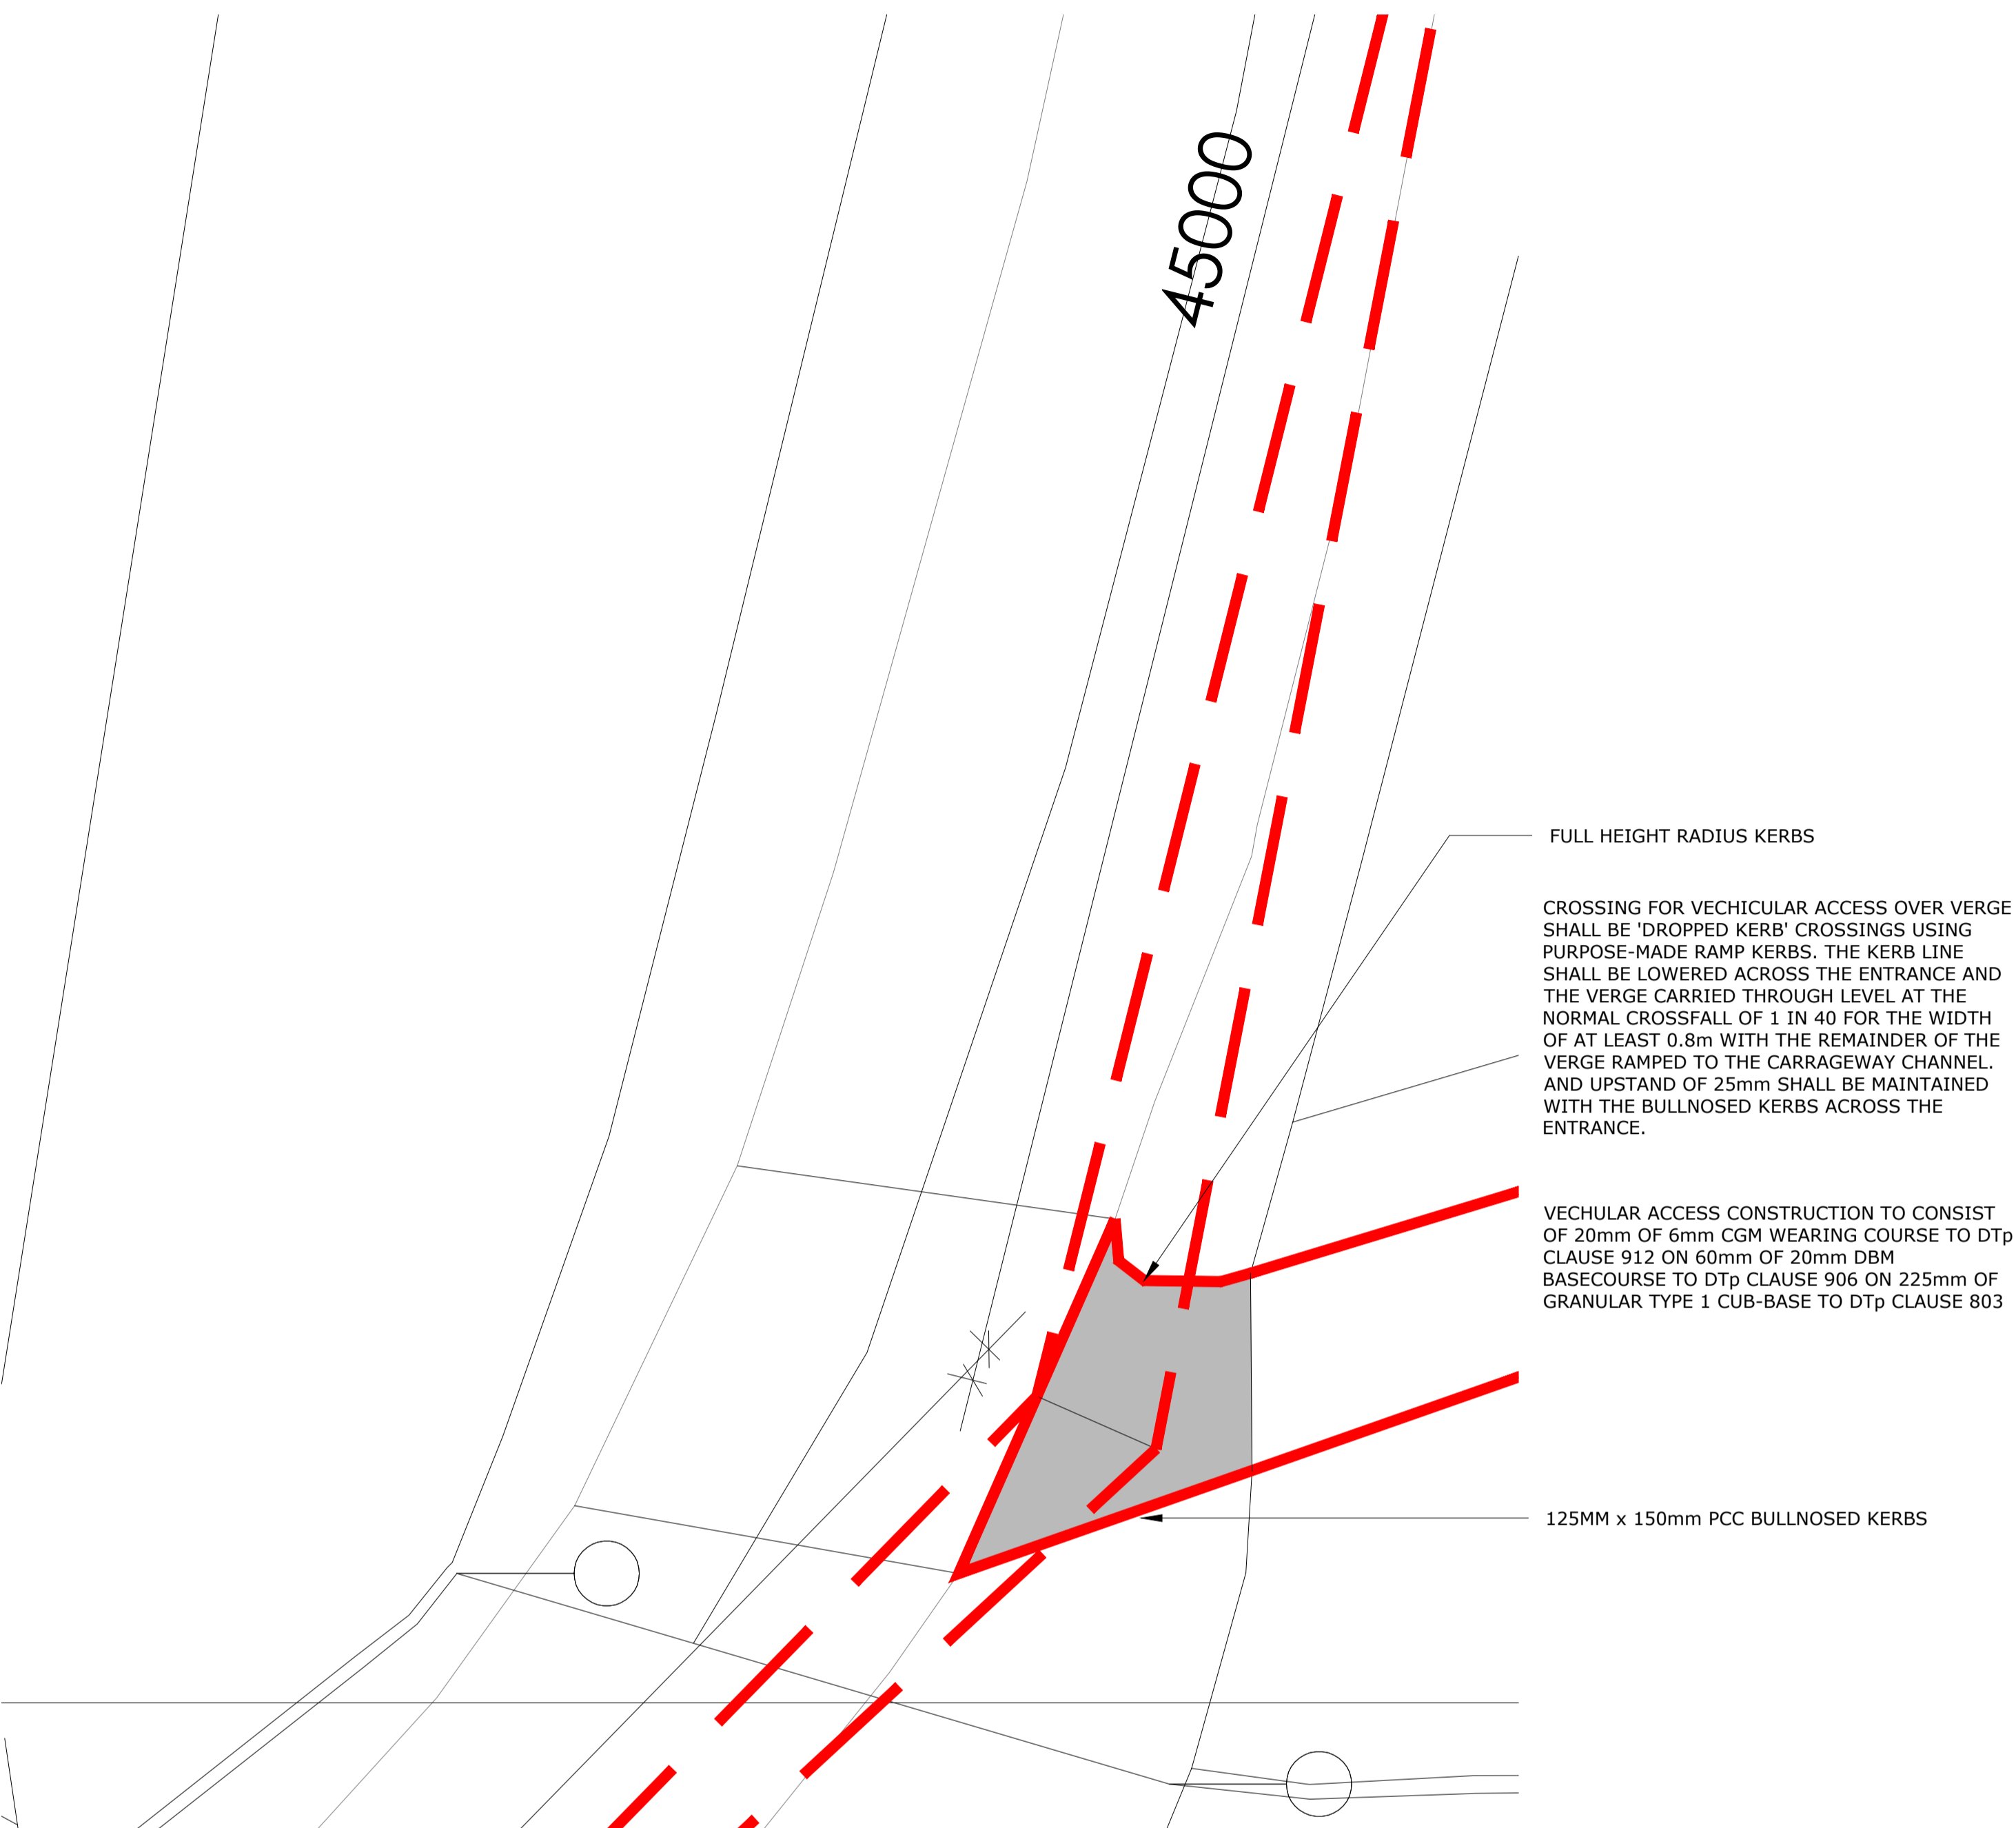 45000
FULL HEIGHT RADIUS KERBS
CROSSING FOR VECHICULAR ACCESS OVER VERGE
SHALL BE 'DROPPED KERB' CROSSINGS USING
PURPOSE-MADE RAMP KERBS. THE KERB LINE
SHALL BE LOWERED ACROSS THE ENTRANCE AND
THE VERGE CARRIED THROUGH LEVEL AT THE
NORMAL CROSSFALL OF 1 IN 40 FOR THE WIDTH
OF AT LEAST 0.8m WITH THE REMAINDER OF THE
VERGE RAMPED TO THE CARRAGEWAY CHANNEL.
AND UPSTAND OF 25mm SHALL BE MAINTAINED
WITH THE BULLNOSED KERBS ACROSS THE
ENTRANCE.
VECHULAR ACCESS CONSTRUCTION TO CONSIST
OF 20mm OF 6mm CGM WEARING COURSE TO DTp
CLAUSE 912 ON 60mm OF 20mm DBM
BASECOURSE TO DTp CLAUSE 906 ON 225mm OF
GRANULAR TYPE 1 CUB-BASE TO DTp CLAUSE 803
125MM x 150mm PCC BULLNOSED KERBS